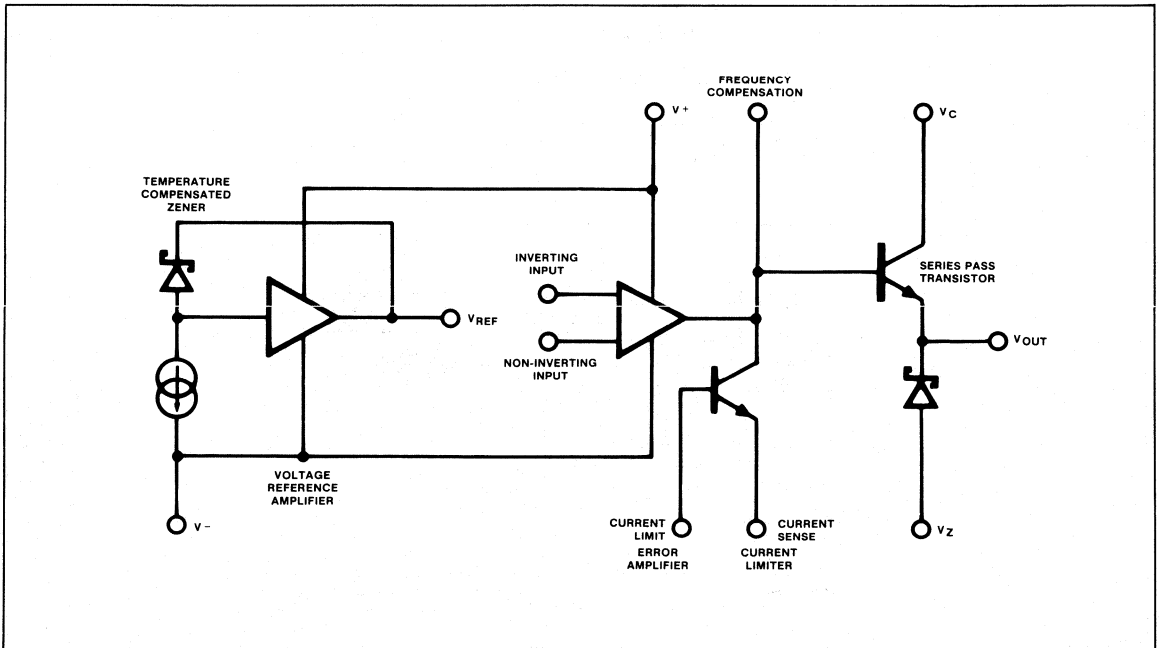 FREQUENCY
COMPENSATION
V+
VC
TEMPERATURE
COMPENSATED
ZENER
INVERTING
INPUT
SERIES PASS
TRANSISTOR
VREF
NON-INVERTING
INPUT
VOUT
VOLTAGE
REFERENCE
AMPLIFIER
V-
CURRENT
LIMIT
CURRENT
SENSE
VZ
ERROR
AMPLIFIER
CURRENT
LIMITER